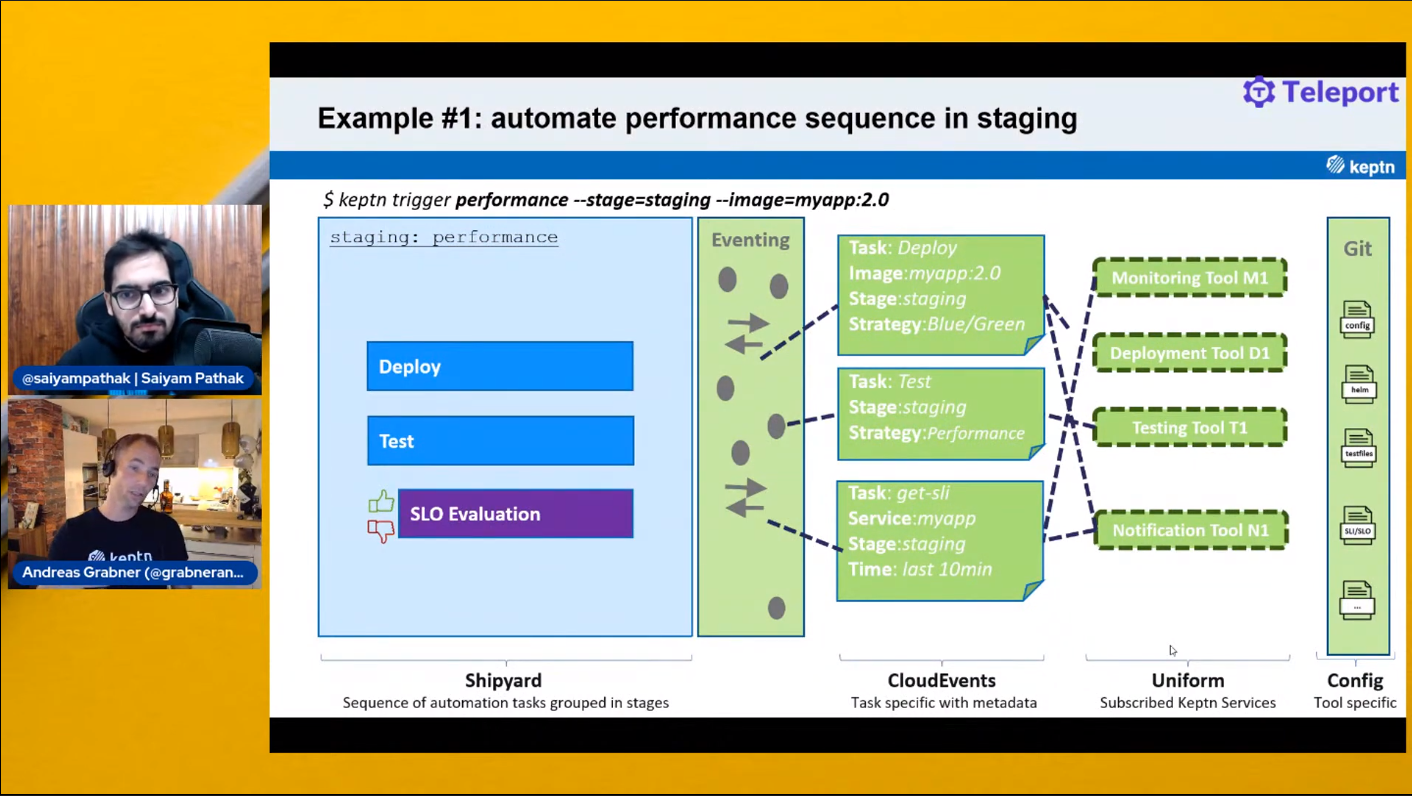 Teleport
Example #1: automate performance sequence in staging
keptn
$ keptn trigger performance --stage=staging --image=myapp:2.0
staging: performance
Deploy
Test
SLO Evaluation
Eventing
Task: Deploy
Image:myapp:2.0
Stage:staging
Strategy:Blue/Green
Task: Test
Stage:staging
Strategy:Performance
Task: get-sli
Service:myapp
Stage:staging
Time: last 10min
Monitoring Tool M1
Deployment Tool D1
Testing Tool T1
Notification Tool N1
Git
config
helm
testfiles
SLI/SLO
...
Shipyard
Sequence of automation tasks grouped in stages
CloudEvents
Task specific with metadata
Uniform
Subscribed Keptn Services
Config
Tool specific
@saiyampathak | Saiyam Pathak
keptn
Andreas Grabner (@grabneran...